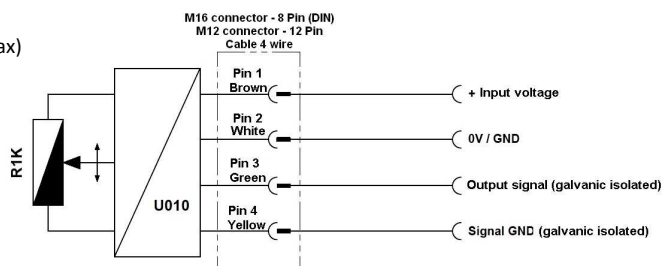 M16 connector - 8 Pin (DIN)
M12 connector - 12 Pin
Cable 4 wire
ax)
Pin 1
Brown
+ Input voltage
Pin 2
White
0V / GND
R1K
Pin 3
Green
Output signal (galvanic isolated)
U010
Pin 4
Yellow
Signal GND (galvanic isolated)